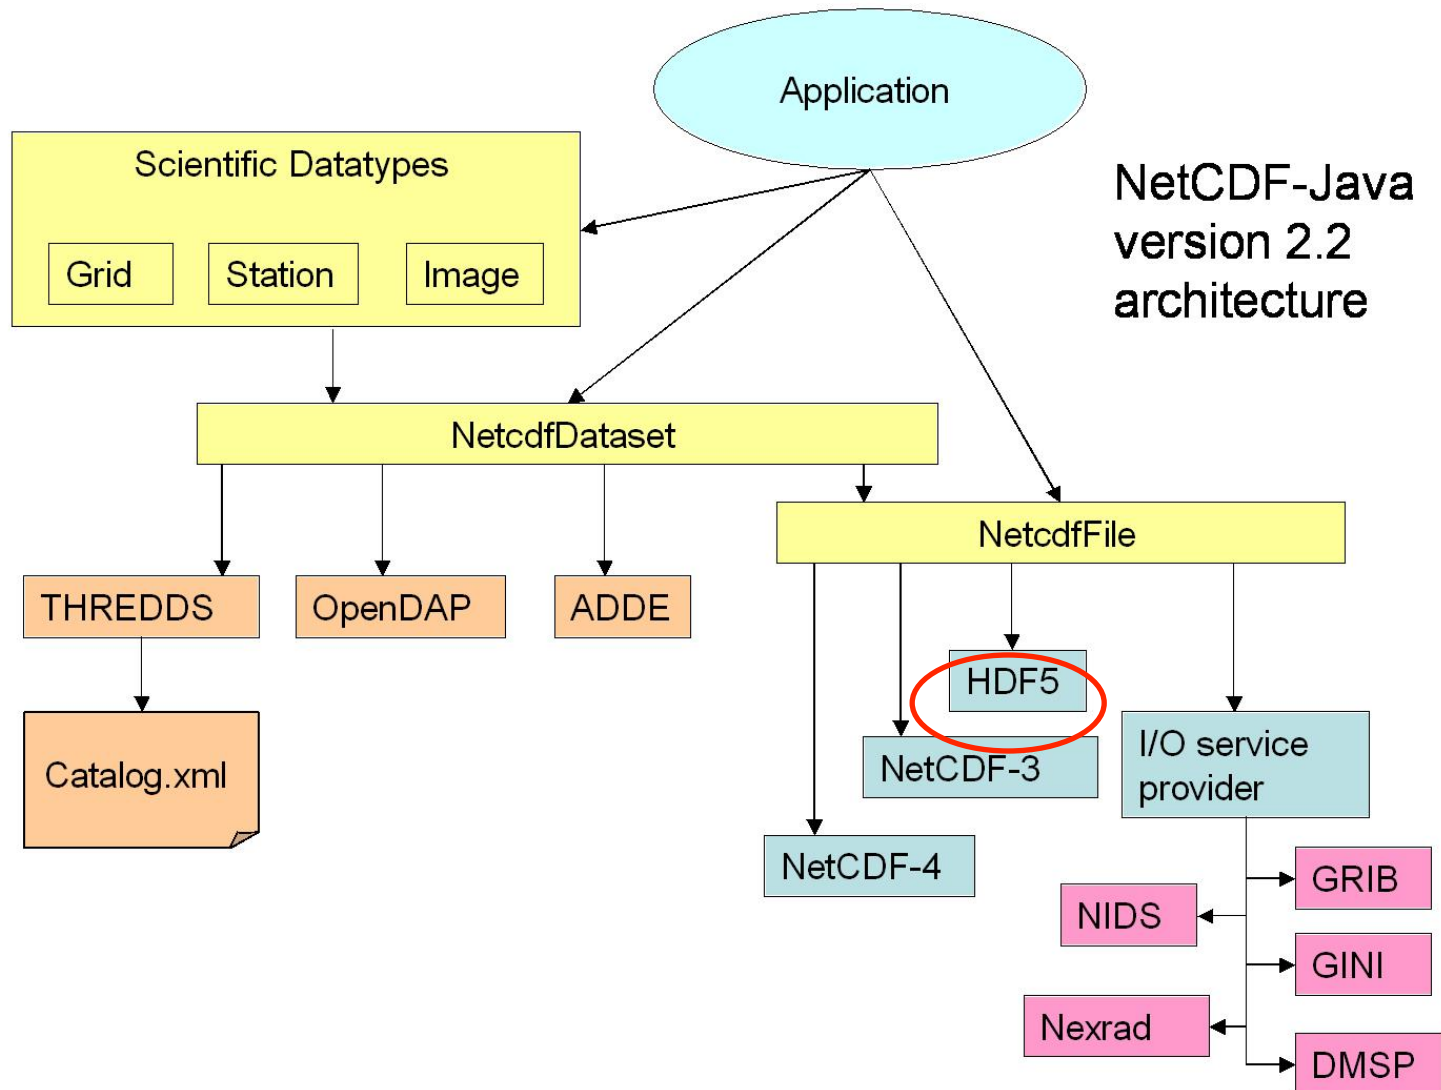 Application
Scientific Datatypes
Grid
Station
Image
NetCDF-Java
version 2.2
architecture
NetcdfDataset
NetcdfFile
THREDDS
OpenDAP
ADDE
HDF5
Catalog.xml
NetCDF-3
I/O service
provider
NetCDF-4
GRIB
NIDS
GINI
Nexrad
DMSP